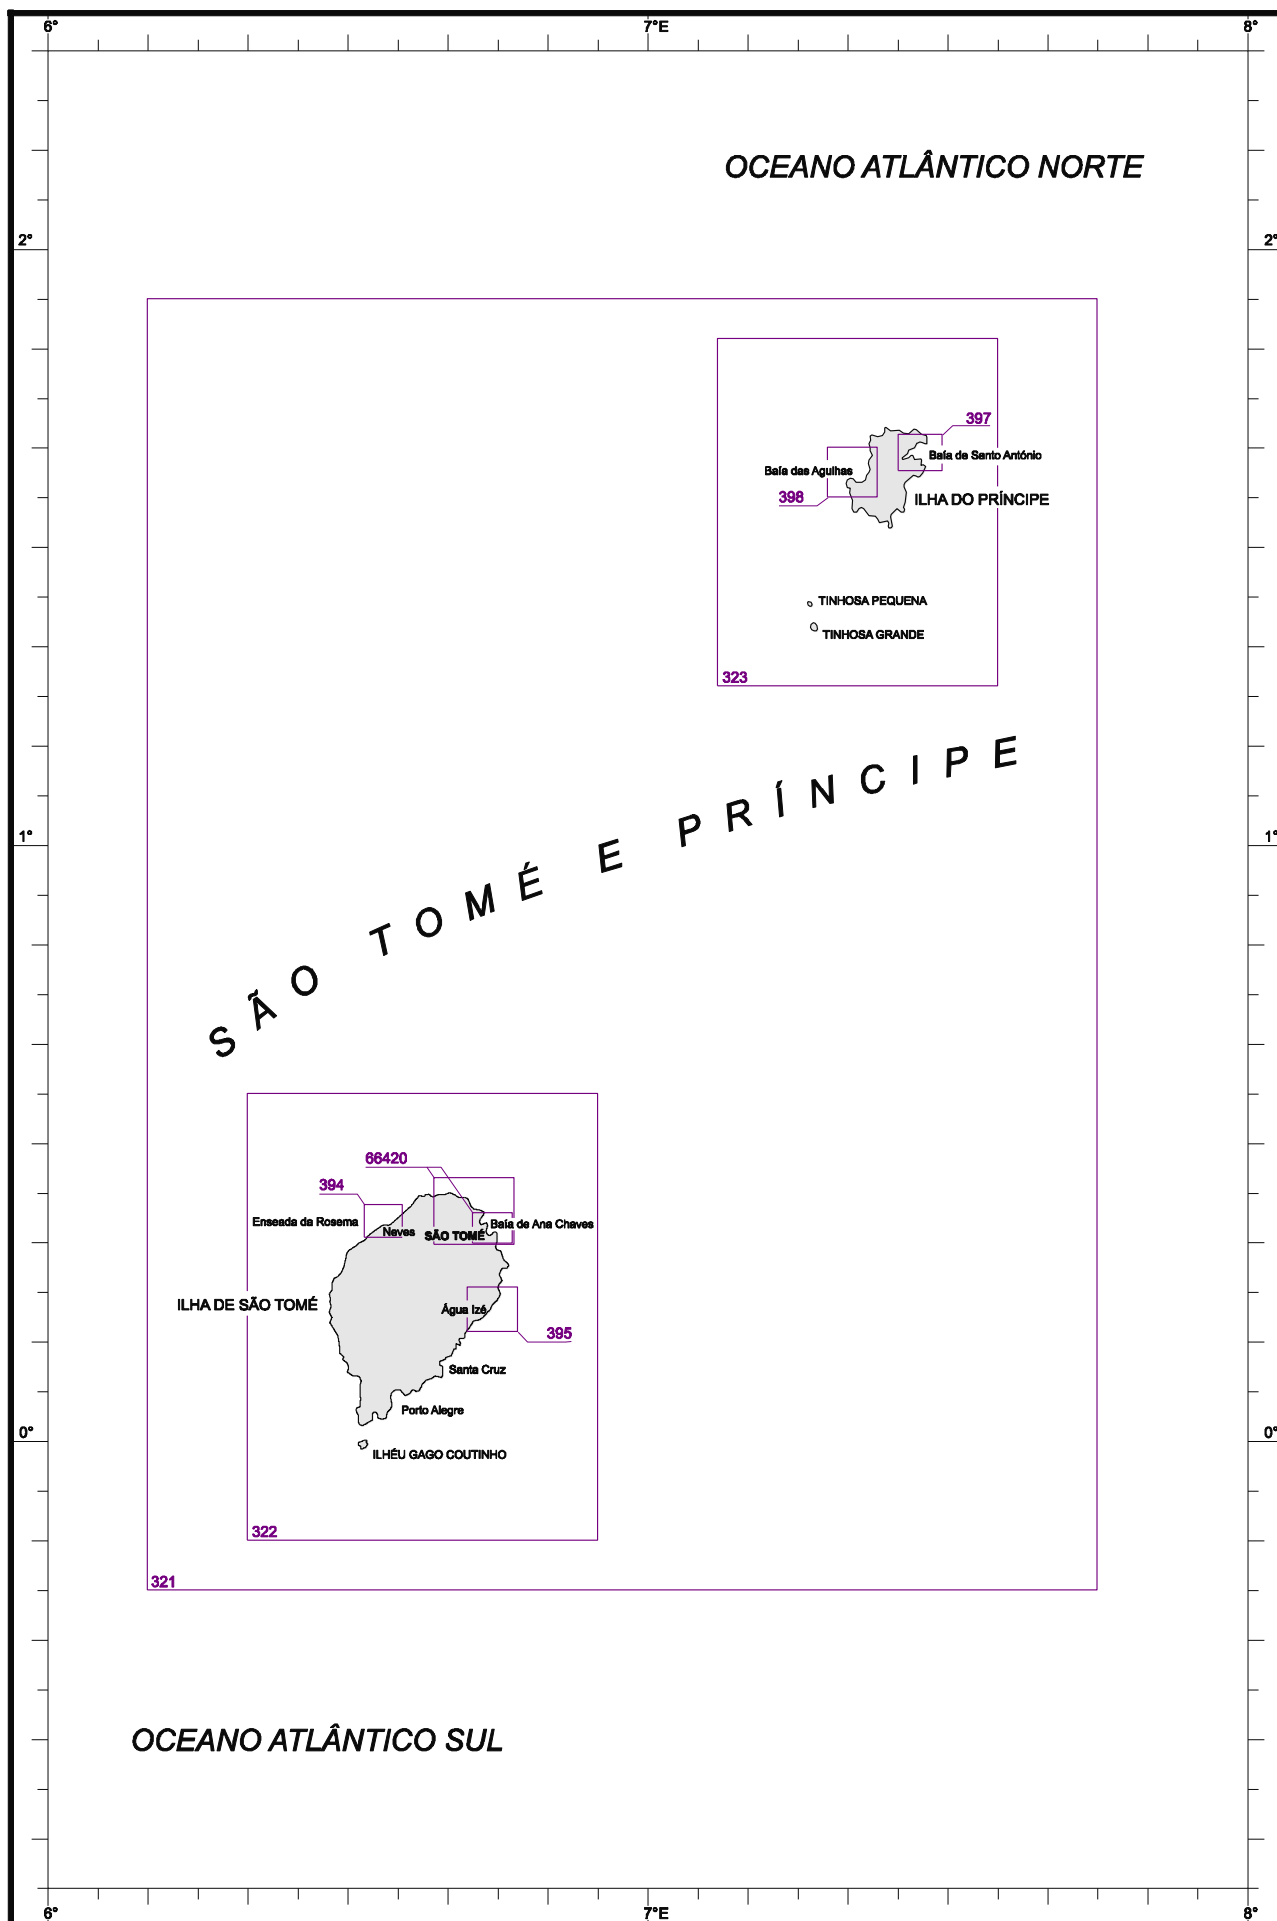 6° 7°E 8°
OCEANO ATLÂNTICO NORTE
2° 2°
397
Baía de Santo António
Baía das Agulhas
398
ILHA DO PRÍNCIPE
TINHOSA PEQUENA
TINHOSA GRANDE
323
SÃO TOMÉ E PRÍNCIPE
1° 1°
66420
394
Enseada da Rosema
Neves
SÃO TOMÉ
Baía de Ana Chaves
ILHA DE SÃO TOMÉ
Água Izé
395
Santa Cruz
Porto Alegre
0° 0°
ILHÉU GAGO COUTINHO
322
321
OCEANO ATLÂNTICO SUL
6° 7°E 8°